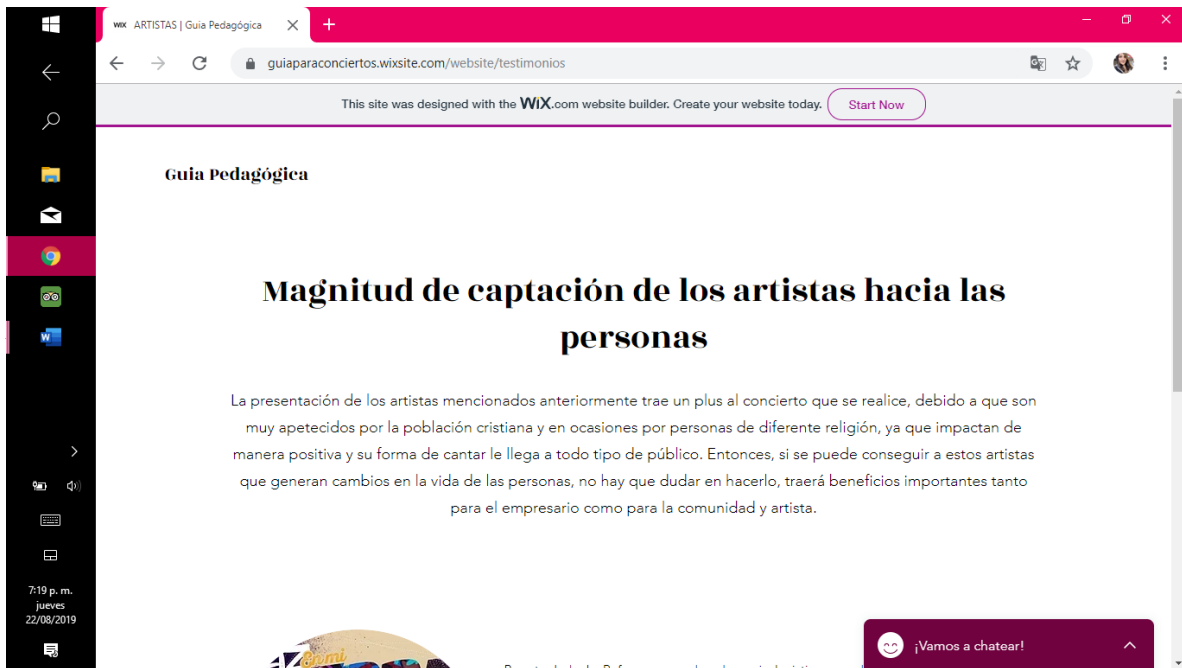 WiX ARTISTAS | Guia Pedagógica
guiaparaconciertos.wixsite.com/website/testimonios
This site was designed with the WiX.com website builder. Create your website today. Start Now
Guia Pedagógica
Magnitud de captación de los artistas hacia las
personas
La presentación de los artistas mencionados anteriormente trae un plus al concierto que se realice, debido a que son
muy apetecidos por la población cristiana y en ocasiones por personas de diferente religión, ya que impactan de
manera positiva y su forma de cantar le llega a todo tipo de público. Entonces, si se puede conseguir a estos artistas
que generan cambios en la vida de las personas, no hay que dudar en hacerlo, traerá beneficios importantes tanto
para el empresario como para la comunidad y artista.
¡Vamos a chatear!
7:19 p. m.
jueves
22/08/2019